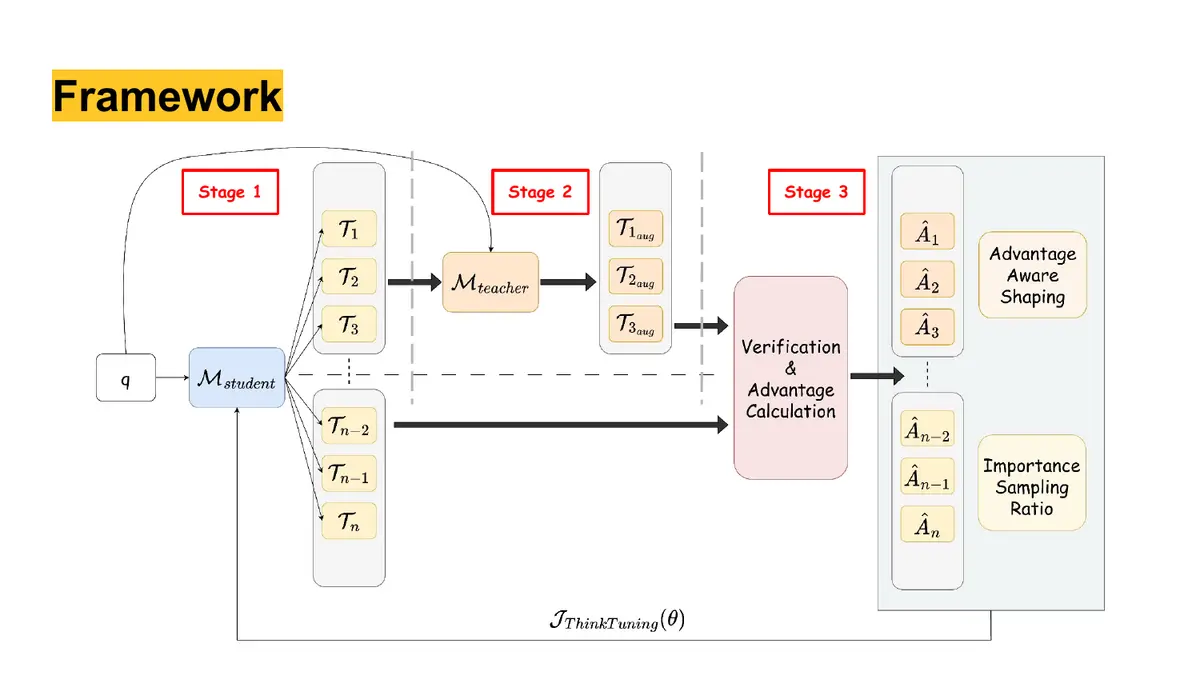 Framework
Stage 1
Stage 2
Stage 3
q
𝓜student
𝒯1
𝒯2
𝒯3
𝒯n−2
𝒯n−1
𝒯n
𝓜teacher
𝒯1aug
𝒯2aug
𝒯3aug
Verification
&
Advantage
Calculation
Â1
Â2
Â3
Ân−2
Ân−1
Ân
Advantage
Aware
Shaping
Importance
Sampling
Ratio
𝒥ThinkTuning(θ)